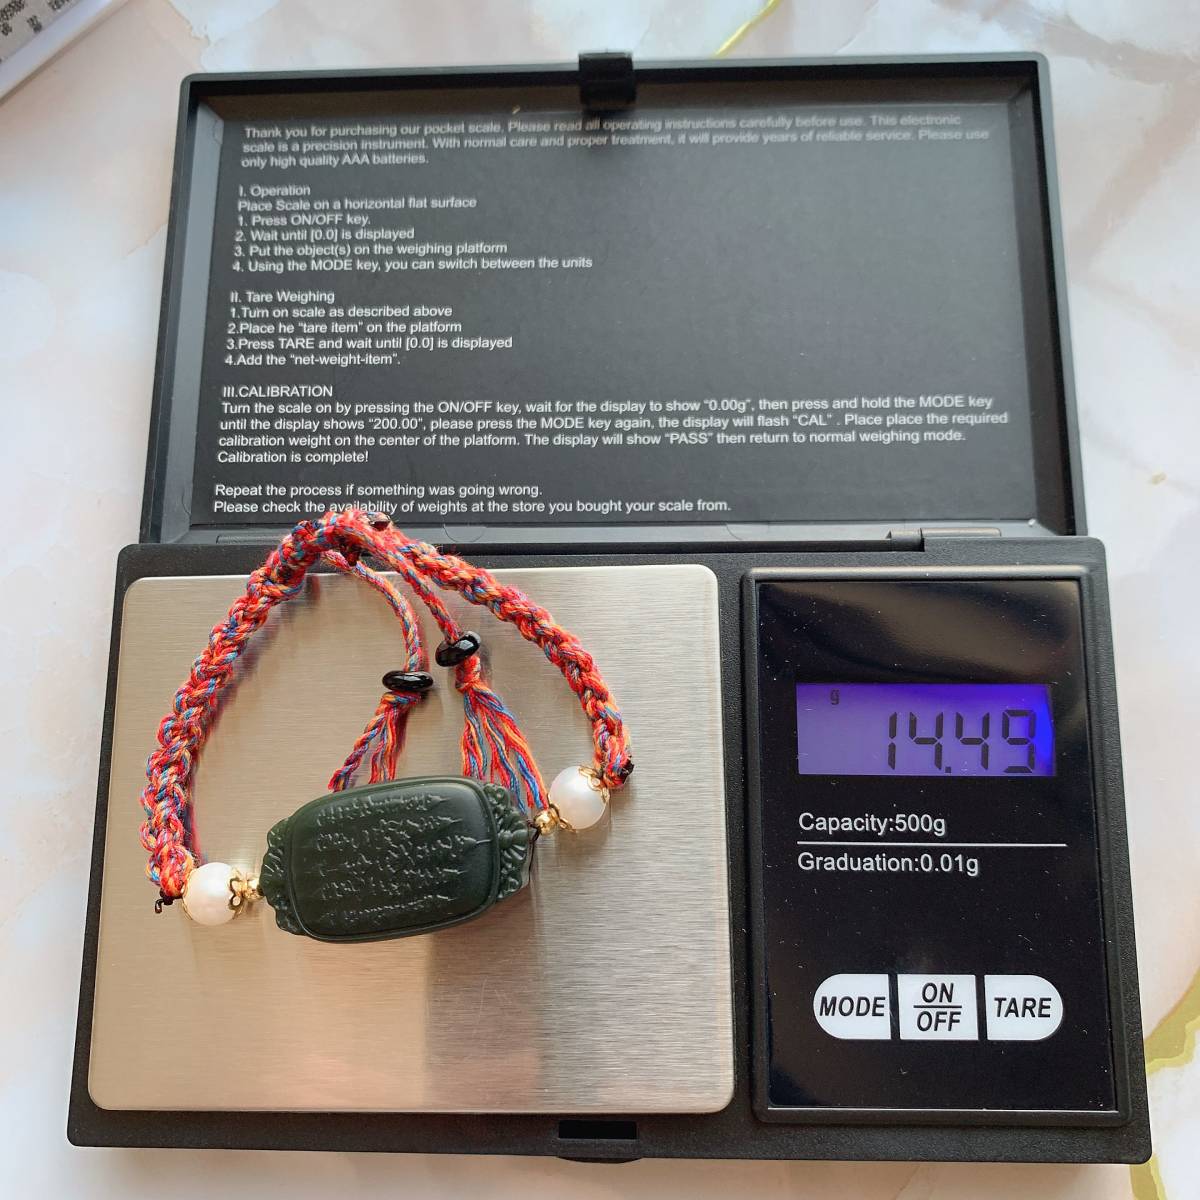 Thank you for purchasing our pocket scale. Please read all operating instructions carefully before use. This electronic
scale is a precision instrument. With normal care and proper treatment, it will provide years of reliable service. Please use
only high quality AAA batteries.
I. Operation
Place Scale on a horizontal flat surface
1. Press ON/OFF key.
2. Wait until [0.0] is displayed
3. Put the object(s) on the weighing platform
4. Using the MODE key, you can switch between the units
II. Tare Weighing
1.Turn on scale as described above
2.Place he “tare item” on the platform
3.Press TARE and wait until [0.0] is displayed
4.Add the “net-weight-item”.
III.CALIBRATION
Turn the scale on by pressing the ON/OFF key, wait for the display to show “0.00g”, then press and hold the MODE key
until the display shows “200.00”, please press the MODE key again, the display will flash “CAL” . Place place the required
calibration weight on the center of the platform. The display will show “PASS” then return to normal weighing mode.
Calibration is complete!
Repeat the process if something was going wrong.
Please check the availability of weights at the store you bought your scale from.
g
14.49
Capacity:500g
Graduation:0.01g
MODE
ON
OFF
TARE